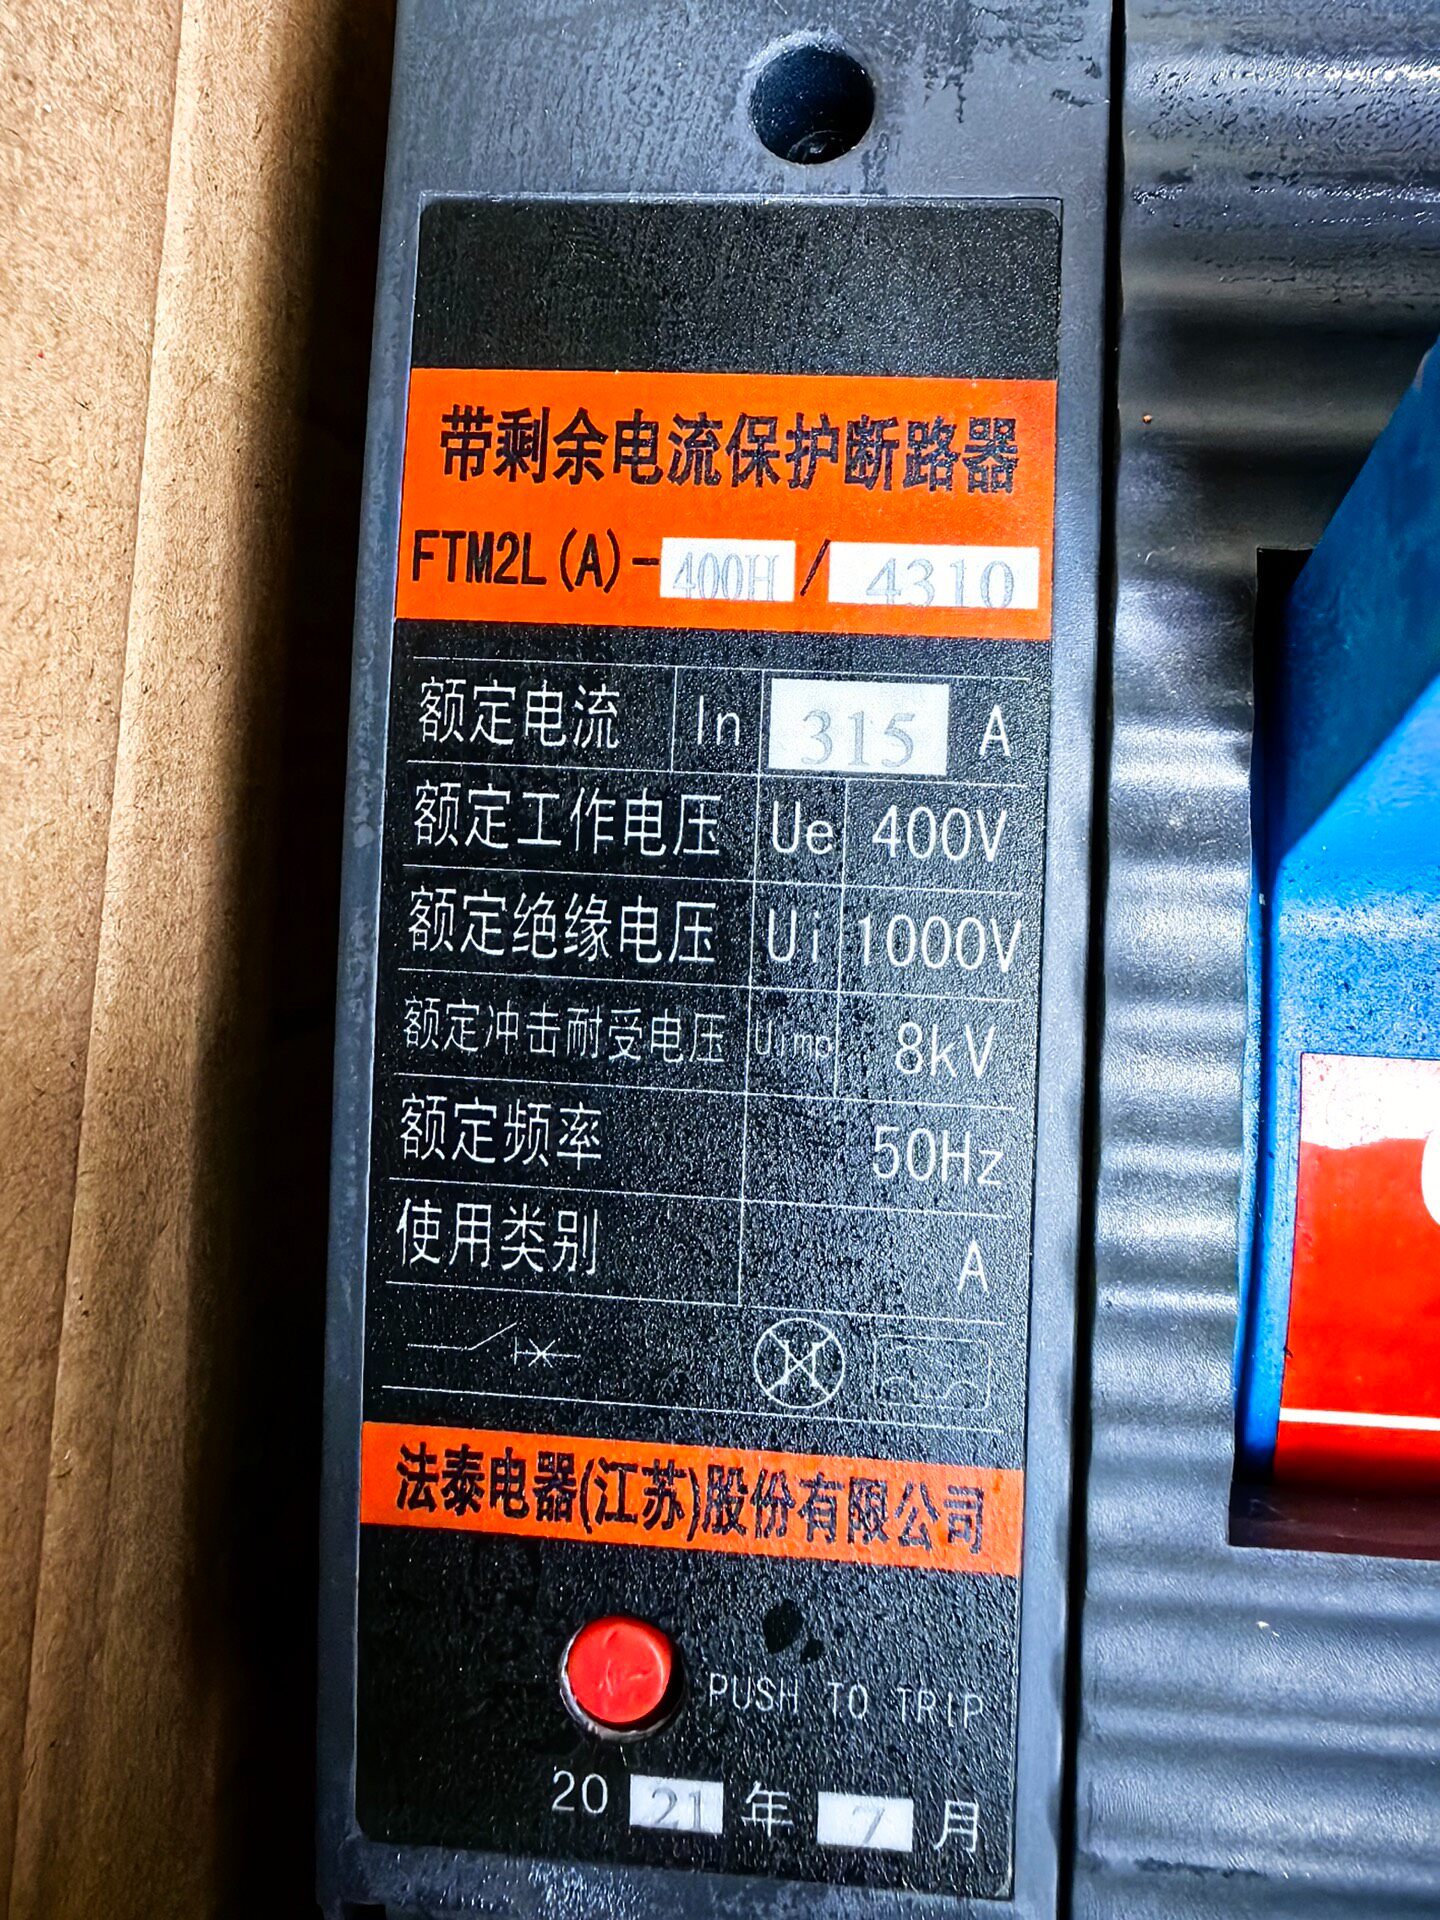 带剩余电流保护断路器
FTM2L(A)-400H/4310
额定电流 In 315 A
额定工作电压 Ue 400V
额定绝缘电压 Ui 1000V
额定冲击耐受电压 Uimp 8kV
额定频率 50Hz
使用类别 A
法泰电器(江苏)股份有限公司
PUSH TO TRIP
2021年7月